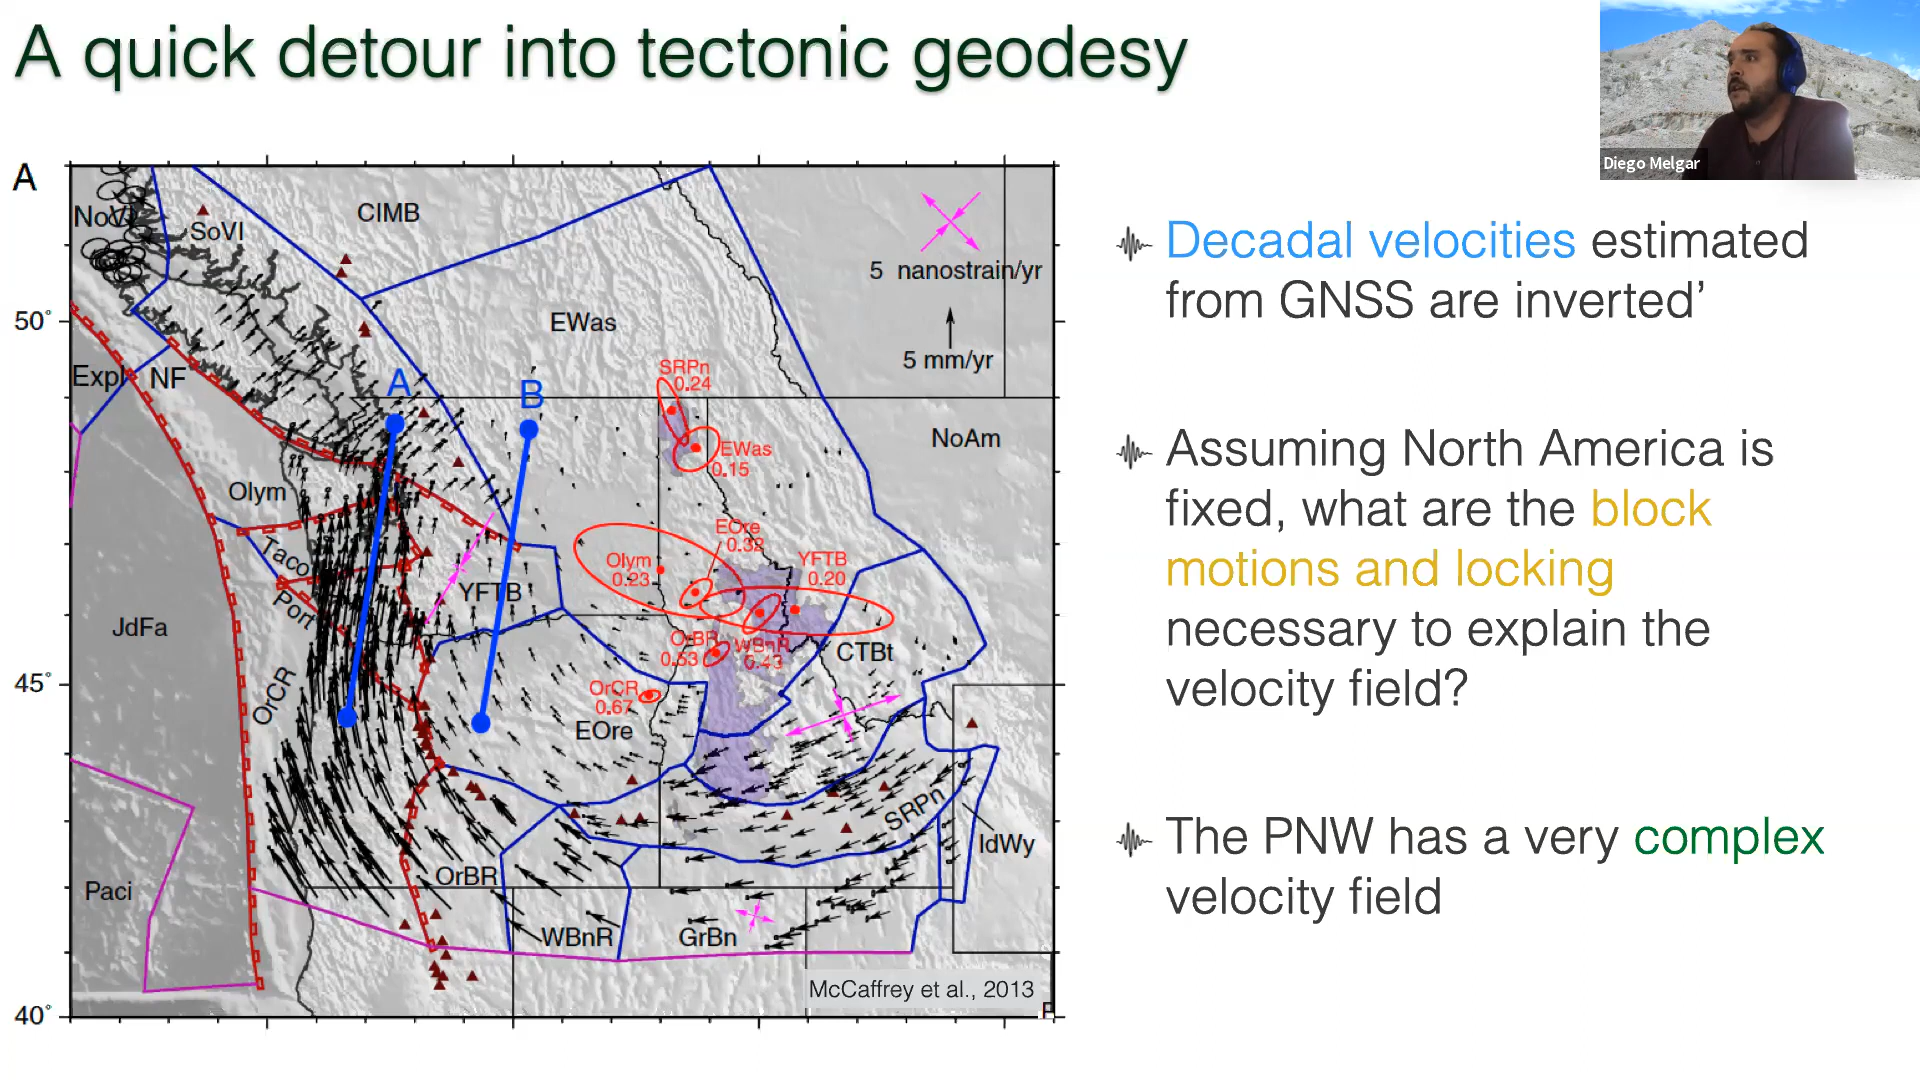 A quick detour into tectonic geodesy
Diego Melgar
A
NoVI
SoVI
CIMB
5 nanostrain/yr
EWas
50°
5 mm/yr
Expl
NF
A
B
SRPn
0.24
NoAm
EWas
0.15
Olym
EOre
0.32
Taco
Olym
0.23
YFTB
0.20
Port
YFTB
JdFa
OrBR
0.53
WBnR
0.43
CTBt
45°
OrCR
OrCR
0.67
EOre
SRPn
IdWy
OrBR
Paci
WBnR
GrBn
McCaffrey et al., 2013
40°
Decadal velocities estimated
from GNSS are inverted’
Assuming North America is
fixed, what are the block
motions and locking
necessary to explain the
velocity field?
The PNW has a very complex
velocity field